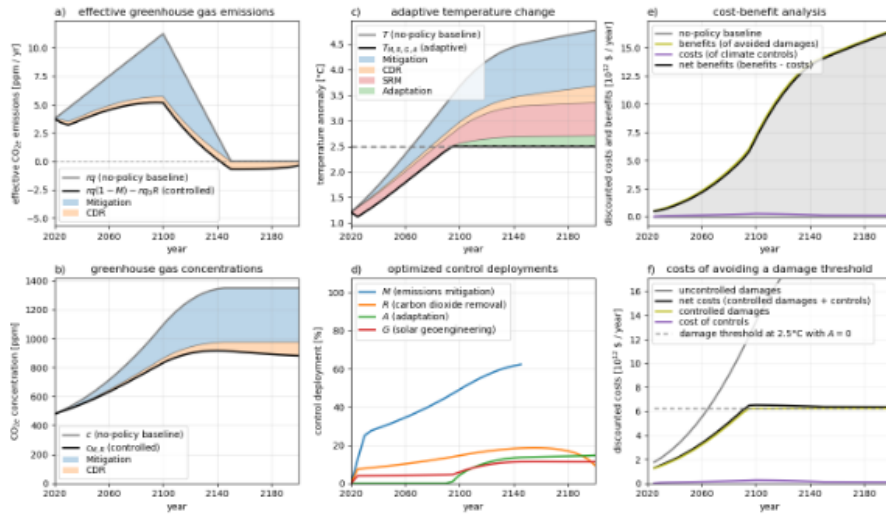 a) effective greenhouse gas emissions
effective CO₂ₑ emissions [ppm / yr]
10.0
7.5
5.0
2.5
0.0
−2.5
−5.0
rq (no-policy baseline)
rq(1 − M) − rq₀R (controlled)
Mitigation
CDR
2020 2060 2100 2140 2180
year
c) adaptive temperature change
temperature anomaly [°C]
4.5
4.0
3.5
3.0
2.5
2.0
1.5
1.0
T (no-policy baseline)
T_M,R,G,A (adaptive)
Mitigation
CDR
SRM
Adaptation
2020 2060 2100 2140 2180
year
e) cost-benefit analysis
discounted costs and benefits [10¹² $ / year]
15.0
12.5
10.0
7.5
5.0
2.5
0.0
no-policy baseline
benefits (of avoided damages)
costs (of climate controls)
net benefits (benefits - costs)
2020 2060 2100 2140 2180
year
b) greenhouse gas concentrations
CO₂ₑ concentration [ppm]
1400
1200
1000
800
600
400
200
0
c (no-policy baseline)
c_M,R (controlled)
Mitigation
CDR
2020 2060 2100 2140 2180
year
d) optimized control deployments
control deployment [%]
100
80
60
40
20
0
M (emissions mitigation)
R (carbon dioxide removal)
A (adaptation)
G (solar geoengineering)
2020 2060 2100 2140 2180
year
f) costs of avoiding a damage threshold
discounted costs [10¹² $ / year]
16
14
12
10
8
6
4
2
0
uncontrolled damages
net costs (controlled damages + controls)
controlled damages
cost of controls
damage threshold at 2.5°C with A = 0
2020 2060 2100 2140 2180
year